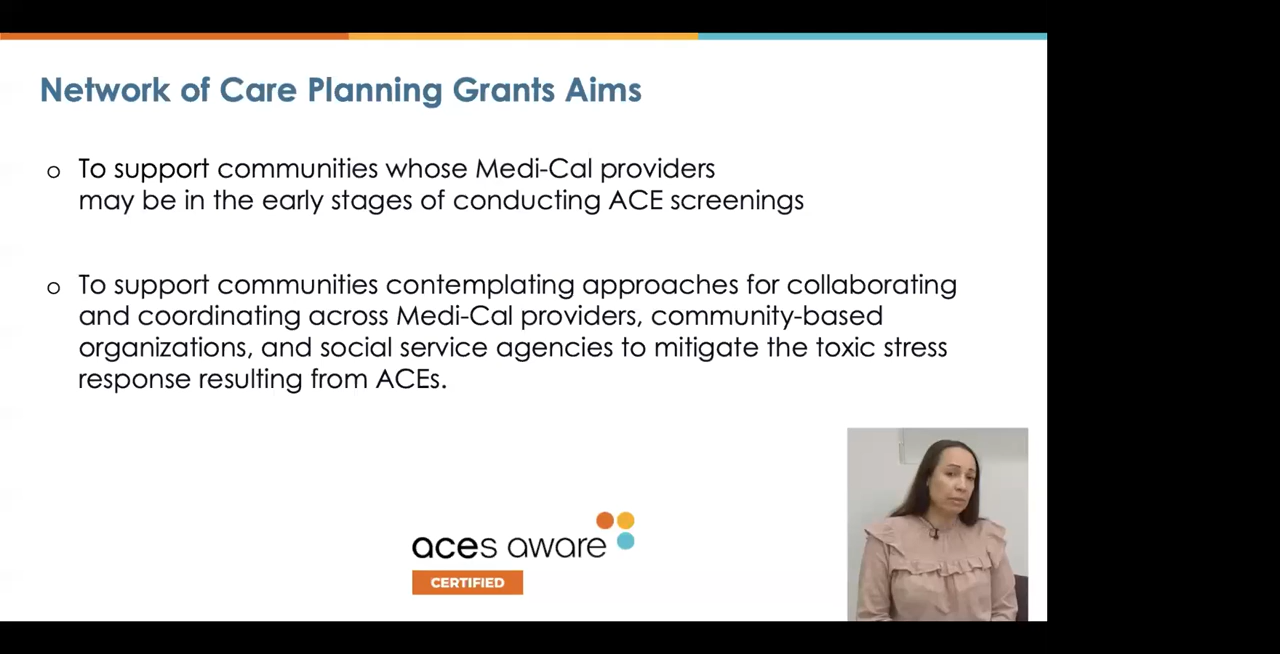 Network of Care Planning Grants Aims
o To support communities whose Medi-Cal providers
may be in the early stages of conducting ACE screenings
o To support communities contemplating approaches for collaborating
and coordinating across Medi-Cal providers, community-based
organizations, and social service agencies to mitigate the toxic stress
response resulting from ACEs.
aces aware
CERTIFIED